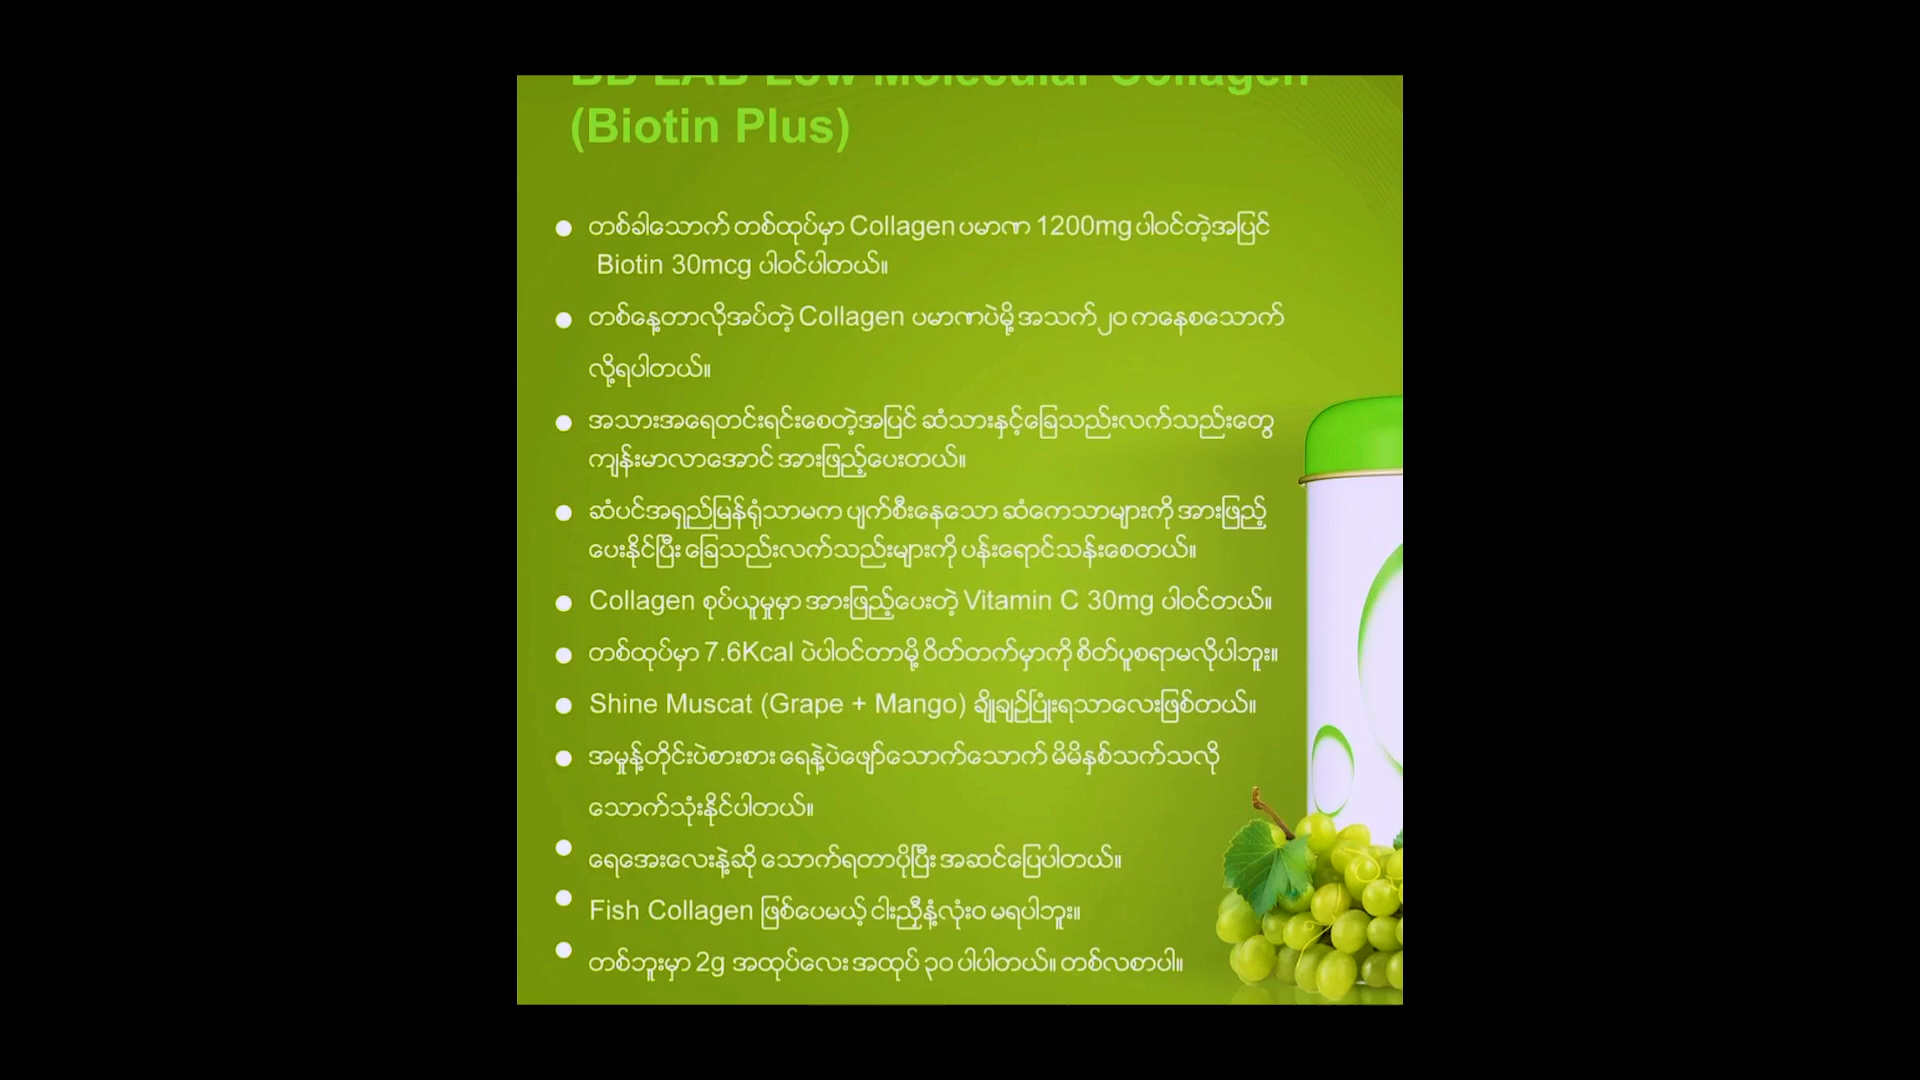 BB LAB Low Molecular Collagen
(Biotin Plus)
တစ်ခါသောက် တစ်ထုပ်မှာ Collagen ပမာဏ 1200mg ပါဝင်တဲ့အပြင်
Biotin 30mcg ပါဝင်ပါတယ်။
တစ်နေ့တာလိုအပ်တဲ့ Collagen ပမာဏပဲမို့ အသက်၂၀ ကနေစသောက်
လို့ရပါတယ်။
အသားအရေတင်းရင်းစေတဲ့အပြင် ဆံသားနှင့်ခြေသည်းလက်သည်းတွေ
ကျန်းမာလာအောင် အားဖြည့်ပေးတယ်။
ဆံပင်အရှည်မြန်ရုံသာမက ပျက်စီးနေသော ဆံကေသာများကို အားဖြည့်
ပေးနိုင်ပြီး ခြေသည်းလက်သည်းများကို ပန်းရောင်သန်းစေတယ်။
Collagen စုပ်ယူမှုမှာ အားဖြည့်ပေးတဲ့ Vitamin C 30mg ပါဝင်တယ်။
တစ်ထုပ်မှာ 7.6Kcal ပဲပါဝင်တာမို့ ဝိတ်တက်မှာကို စိတ်ပူစရာမလိုပါဘူး။
Shine Muscat (Grape + Mango) ချိုချဉ်ပြုံးရသာလေးဖြစ်တယ်။
အမှုန့်တိုင်းပဲစားစား ရေနဲ့ပဲဖျော်သောက်သောက် မိမိနှစ်သက်သလို
သောက်သုံးနိုင်ပါတယ်။
ရေအေးလေးနဲ့ဆို သောက်ရတာပိုပြီး အဆင်ပြေပါတယ်။
Fish Collagen ဖြစ်ပေမယ့် ငါးညှီနံ့လုံးဝ မရပါဘူး။
တစ်ဘူးမှာ 2g အထုပ်လေး အထုပ် ၃၀ ပါပါတယ်။ တစ်လစာပါ။